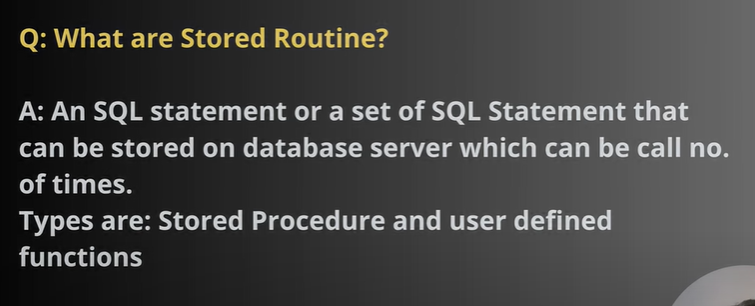 Q: What are Stored Routine?
A: An SQL statement or a set of SQL Statement that
can be stored on database server which can be call no.
of times.
Types are: Stored Procedure and user defined
functions